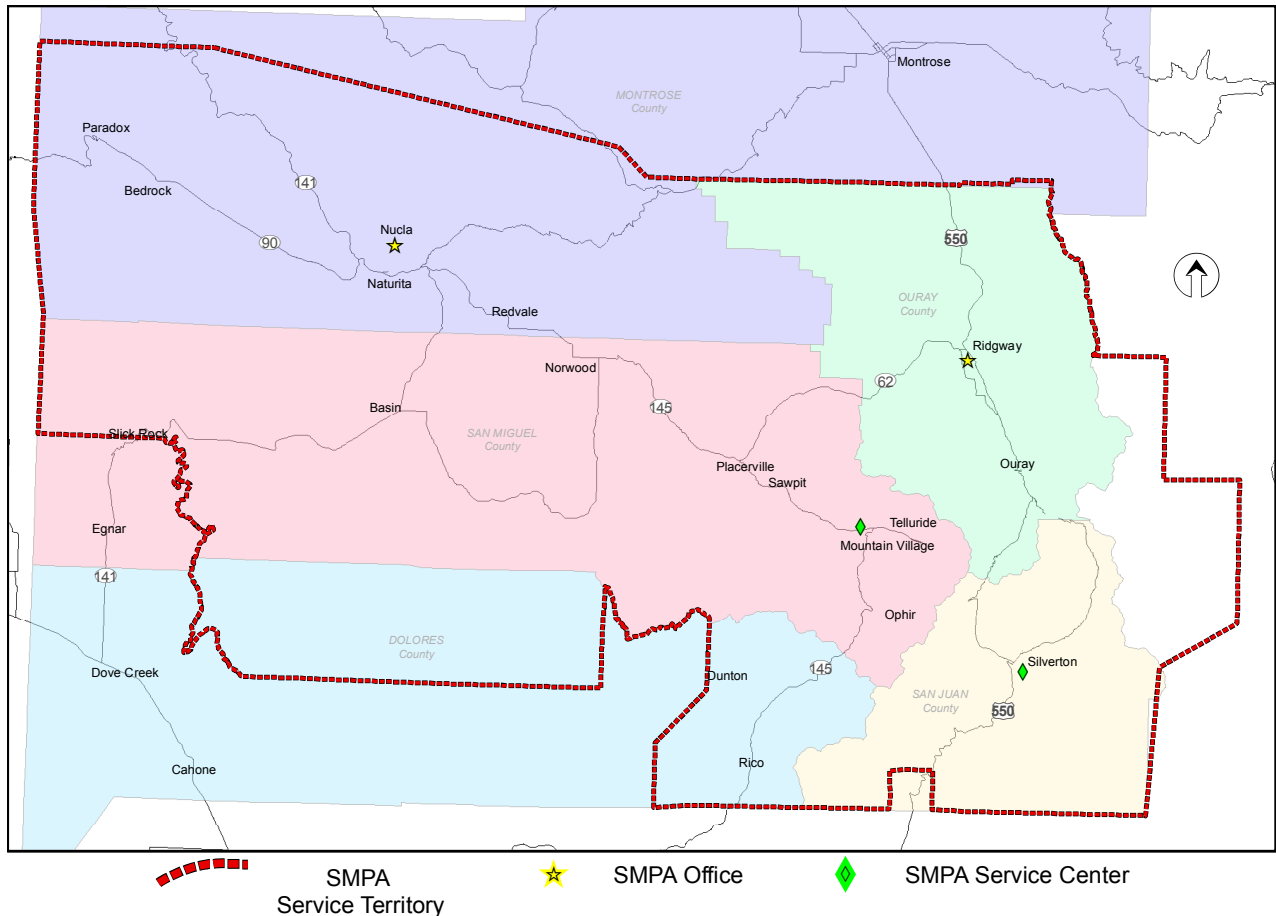 Montrose
MONTROSE
County
Paradox
Bedrock
141
90
Nucla
Naturita
550
Redvale
OURAY
County
Ridgway
Norwood
62
Basin
145
Slick Rock
SAN MIGUEL
County
Placerville
Sawpit
Ouray
Egnar
Telluride
Mountain Village
141
Ophir
DOLORES
County
Dove Creek
Dunton
145
Silverton
SAN JUAN
County
550
Cahone
Rico
SMPA
Service Territory
SMPA Office
SMPA Service Center